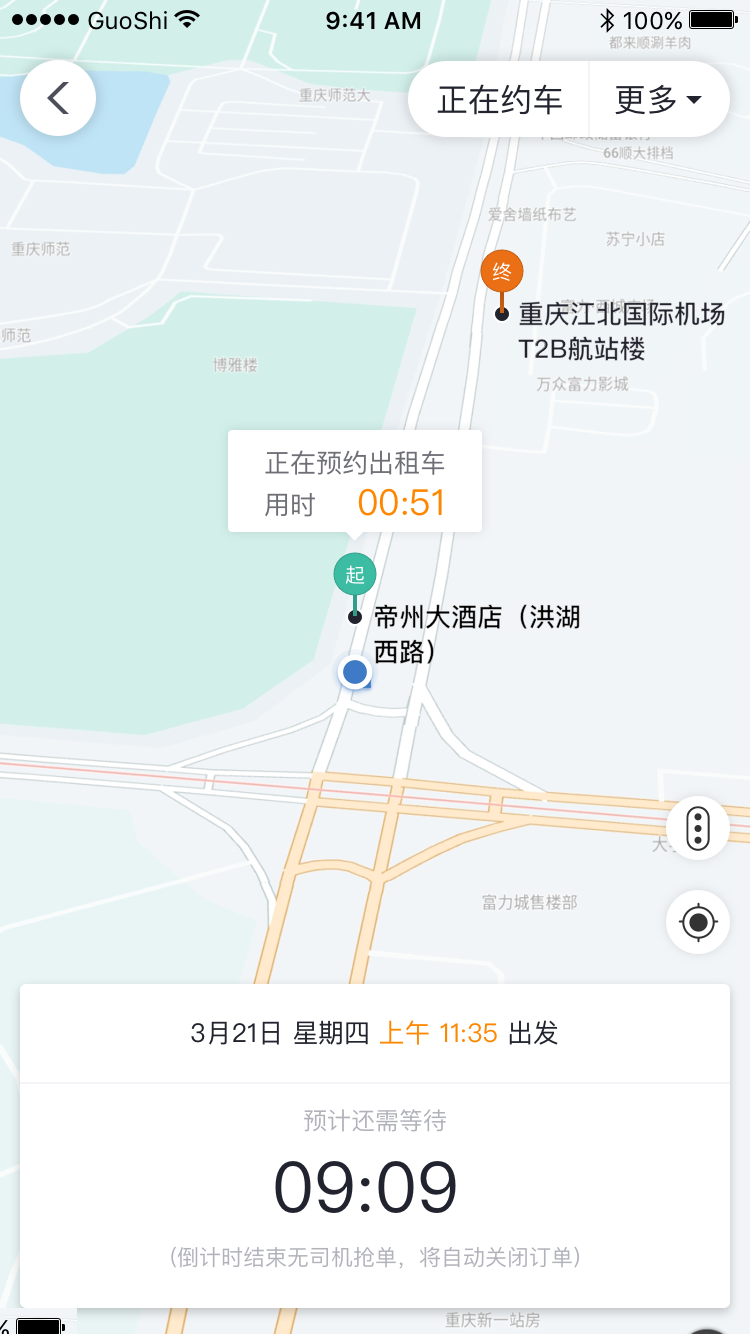 GuoShi
9:41 AM
100%
都来顺涮羊肉
重庆师范大
正在约车
更多
66顺大排档
爱舍墙纸布艺
苏宁小店
重庆师范
终
重庆江北国际机场
T2B航站楼
师范
博雅楼
万众富力影城
正在预约出租车
用时 00:51
起
帝州大酒店（洪湖
西路）
富力城售楼部
3月21日 星期四 上午 11:35 出发
预计还需等待
09:09
(倒计时结束无司机抢单，将自动关闭订单)
%
重庆新一站房